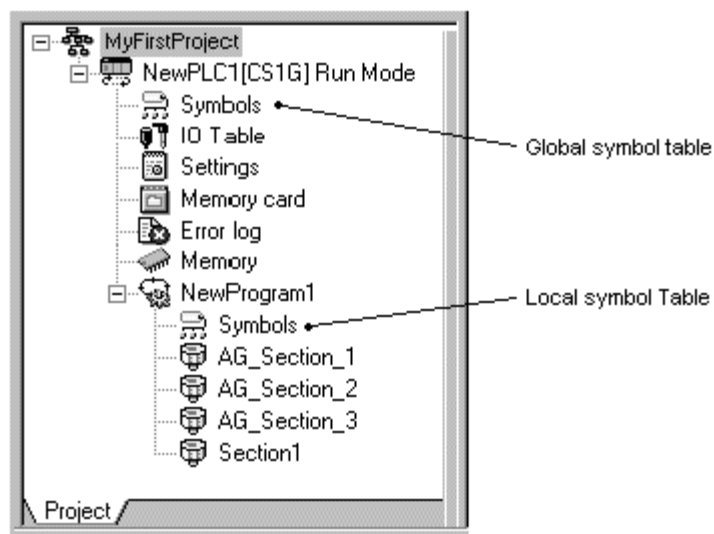 MyFirstProject
NewPLC1[CS1G] Run Mode
Symbols
Global symbol table
IO Table
Settings
Memory card
Error log
Memory
NewProgram1
Local symbol Table
Symbols
AG_Section_1
AG_Section_2
AG_Section_3
Section1
Project